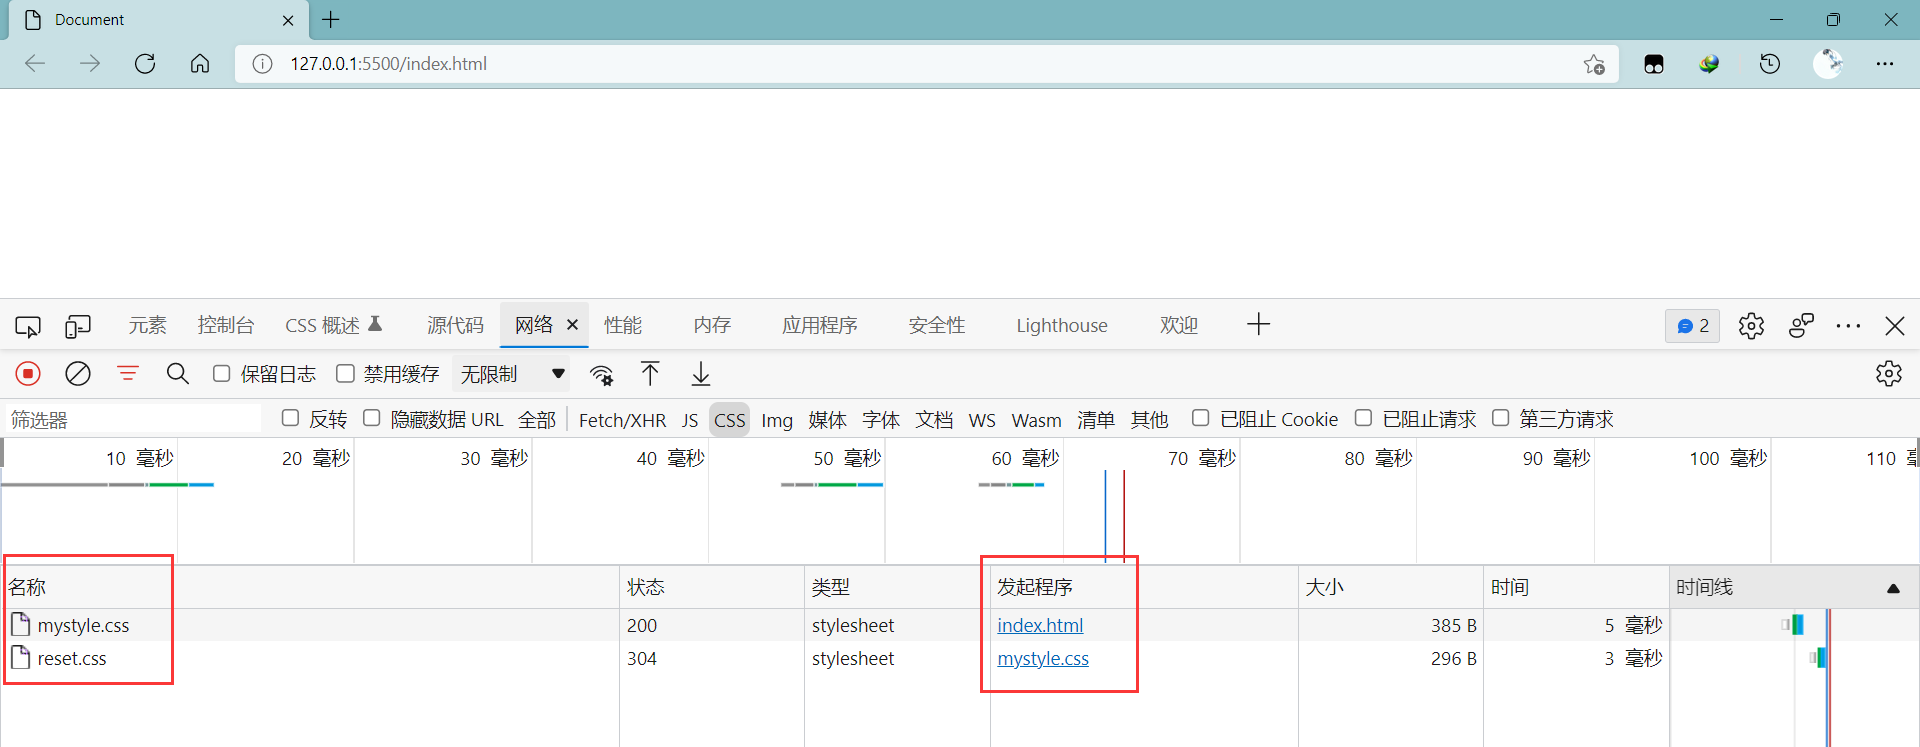 Document
127.0.0.1:5500/index.html
元素 控制台 CSS 概述 源代码 网络 性能 内存 应用程序 安全性 Lighthouse 欢迎 2
保留日志 禁用缓存 无限制
筛选器 反转 隐藏数据 URL 全部 Fetch/XHR JS CSS Img 媒体 字体 文档 WS Wasm 清单 其他 已阻止 Cookie 已阻止请求 第三方请求
10 毫秒 20 毫秒 30 毫秒 40 毫秒 50 毫秒 60 毫秒 70 毫秒 80 毫秒 90 毫秒 100 毫秒 110
名称 状态 类型 发起程序 大小 时间 时间线
mystyle.css 200 stylesheet index.html 385 B 5 毫秒
reset.css 304 stylesheet mystyle.css 296 B 3 毫秒